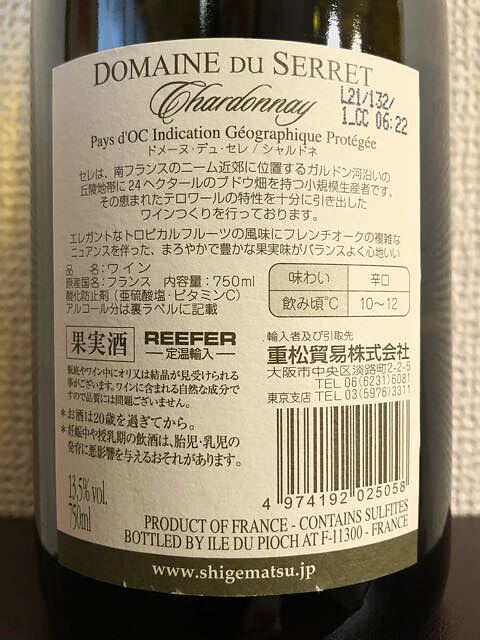 DOMAINE DU SERRET
Chardonnay
L21/132/
1_CC 06:22
Pays d'OC Indication Géographique Protégée
ドメーヌ・デュ・セレ / シャルドネ
セレは、南フランスのニーム近郊に位置するガルドン河沿いの
丘陵地帯に24ヘクタールのブドウ畑を持つ小規模生産者です。
その恵まれたテロワールの特性を十分に引き出した
ワインつくりを行っております。
エレガントなトロピカルフルーツの風味にフレンチオークの複雑な
ニュアンスを伴った、まろやかで豊かな果実味がバランスよく心地いい
品 名:ワイン
原産国名:フランス 内容量:750ml
酸化防止剤(亜硫酸塩・ビタミンC)
アルコール分は裏ラベルに記載
味わい 辛口
飲み頃℃ 10〜12
果実酒
REEFER
定温輸入
輸入者及び引取先
重松貿易株式会社
大阪市中央区淡路町2-2-5
TEL 06(6231)6081
東京支店 TEL 03(5976)3311
瓶底やワイン中にオリ又は結晶が見受けられる
事がございます。ワインに含まれる自然な成分で
すので品質には問題ございません。
*お酒は20歳を過ぎてから。
*妊娠中や授乳期の飲酒は、胎児・乳児の
発育に悪影響を与えるおそれがあります。
13.5% vol.
750ml
4 974192 025058
PRODUCT OF FRANCE - CONTAINS SULFITES
BOTTLED BY ILE DU PIOCH AT F-11300 - FRANCE
www.shigematsu.jp